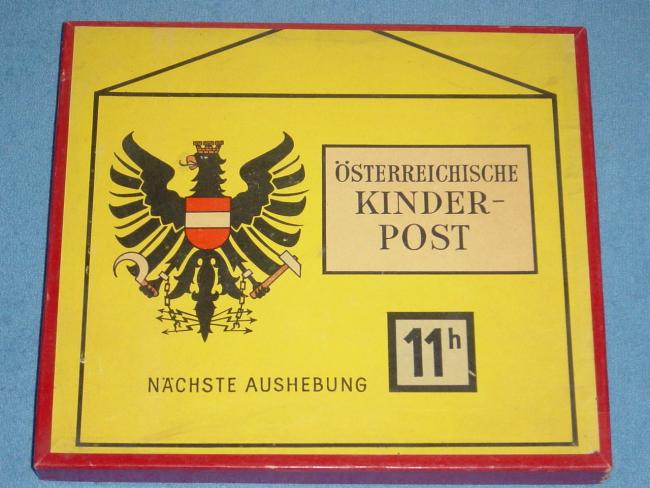 ÖSTERREICHISCHE
KINDER-
POST
11h
NÄCHSTE AUSHEBUNG